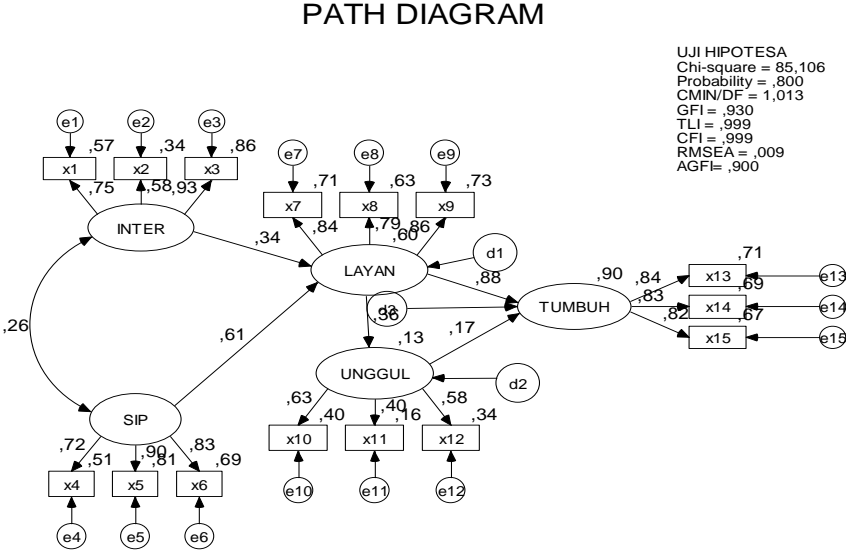 PATH DIAGRAM
UJI HIPOTESA
Chi-square = 85,106
Probability = ,800
CMIN/DF = 1,013
GFI = ,930
TLI = ,999
CFI = ,999
RMSEA = ,009
AGFI= ,900
e1 e2 e3
,57 ,34 ,86
x1 x2 x3
,75 ,58 ,93
INTER
e7 e8 e9
,71 ,63 ,73
x7 x8 x9
,84 ,79 ,86
,60
,34
LAYAN
d1
,88
,26
,61
,36
d3
,90
TUMBUH
,84 ,71
x13 e13
,83 ,69
x14 e14
,82 ,67
x15 e15
,17
,13
UNGGUL
d2
,63 ,40 ,58
,40 ,16 ,34
x10 x11 x12
e10 e11 e12
SIP
,72 ,90 ,83
,51 ,81 ,69
x4 x5 x6
e4 e5 e6